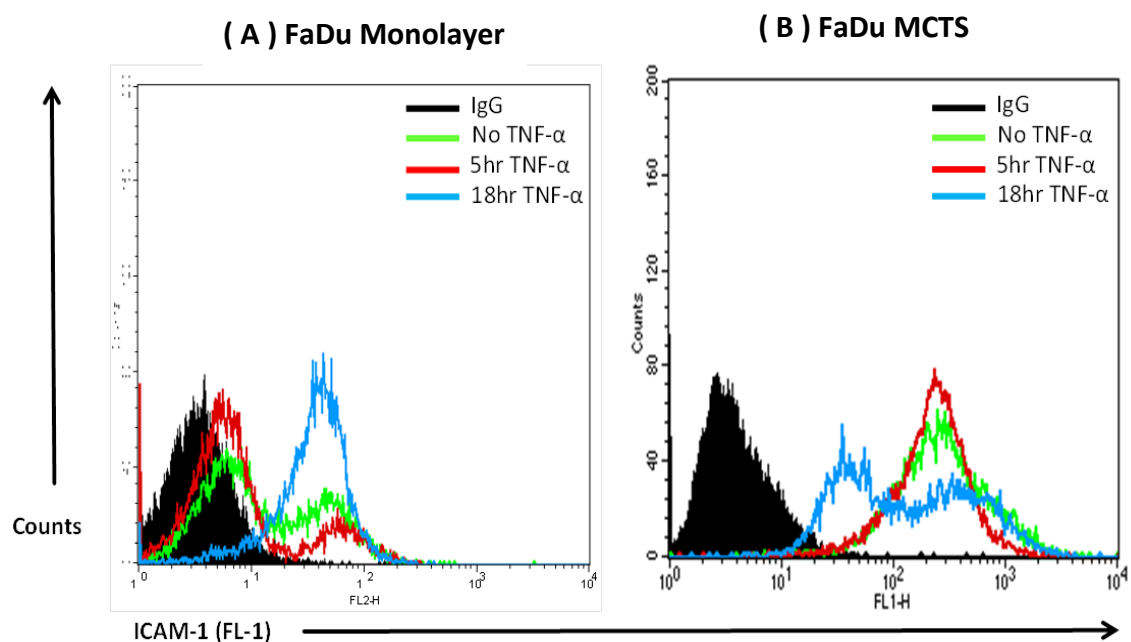 ( A ) FaDu Monolayer
( B ) FaDu MCTS
IgG
No TNF-α
5hr TNF-α
18hr TNF-α
1 0
10 1
10 2
10 3
10 4
FL2-H
Counts
200
160
120
80
40
0
Counts
IgG
No TNF-α
5hr TNF-α
18hr TNF-α
10 0
10 1
10 2
10 3
10 4
FL1-H
ICAM-1 (FL-1)